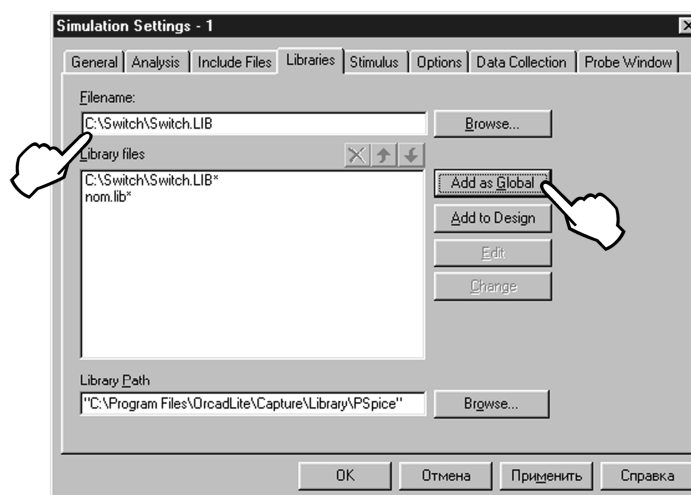 Simulation Settings - 1
General Analysis Include Files Libraries Stimulus Options Data Collection Probe Window
Filename:
C:\Switch\Switch.LIB Browse...
Library files
C:\Switch\Switch.LIB* Add as Global
nom.lib*
Add to Design
Edit
Change
Library Path
"C:\Program Files\OrcadLite\Capture\Library\PSpice" Browse...
OK Отмена Применить Справка